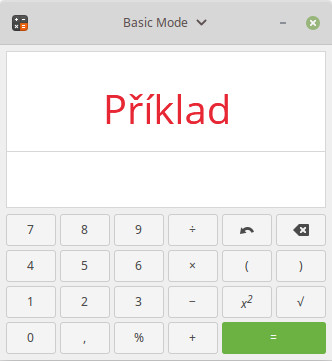 Basic Mode
Příklad
7 8 9 ÷
4 5 6 × ( )
1 2 3 − x² √
0 , % + =